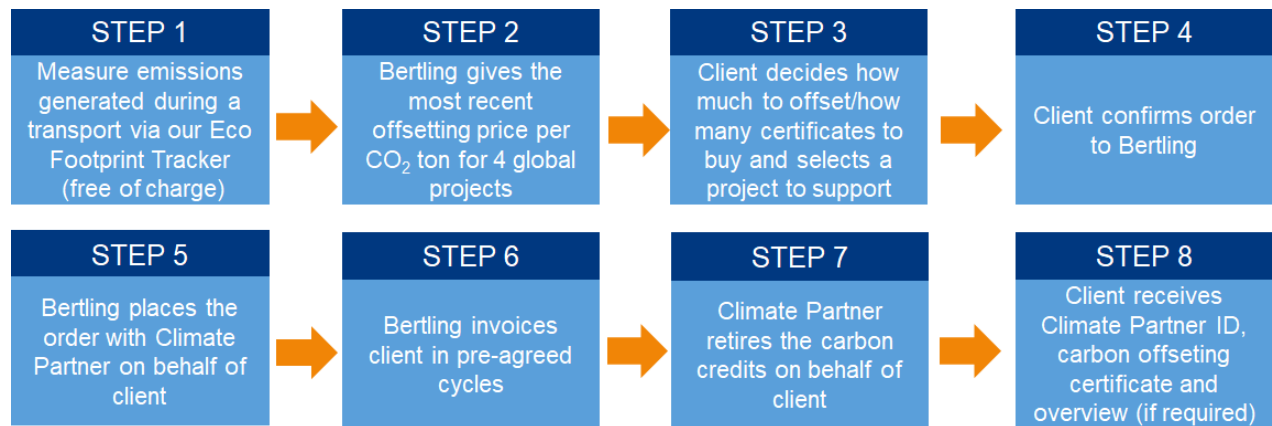 STEP 1
Measure emissions
generated during a
transport via our Eco
Footprint Tracker
(free of charge)
STEP 2
Bertling gives the
most recent
offsetting price per
CO₂ ton for 4 global
projects
STEP 3
Client decides how
much to offset/how
many certificates to
buy and selects a
project to support
STEP 4
Client confirms order
to Bertling
STEP 5
Bertling places the
order with Climate
Partner on behalf of
client
STEP 6
Bertling invoices
client in pre-agreed
cycles
STEP 7
Climate Partner
retires the carbon
credits on behalf of
client
STEP 8
Client receives
Climate Partner ID,
carbon offseting
certificate and
overview (if required)